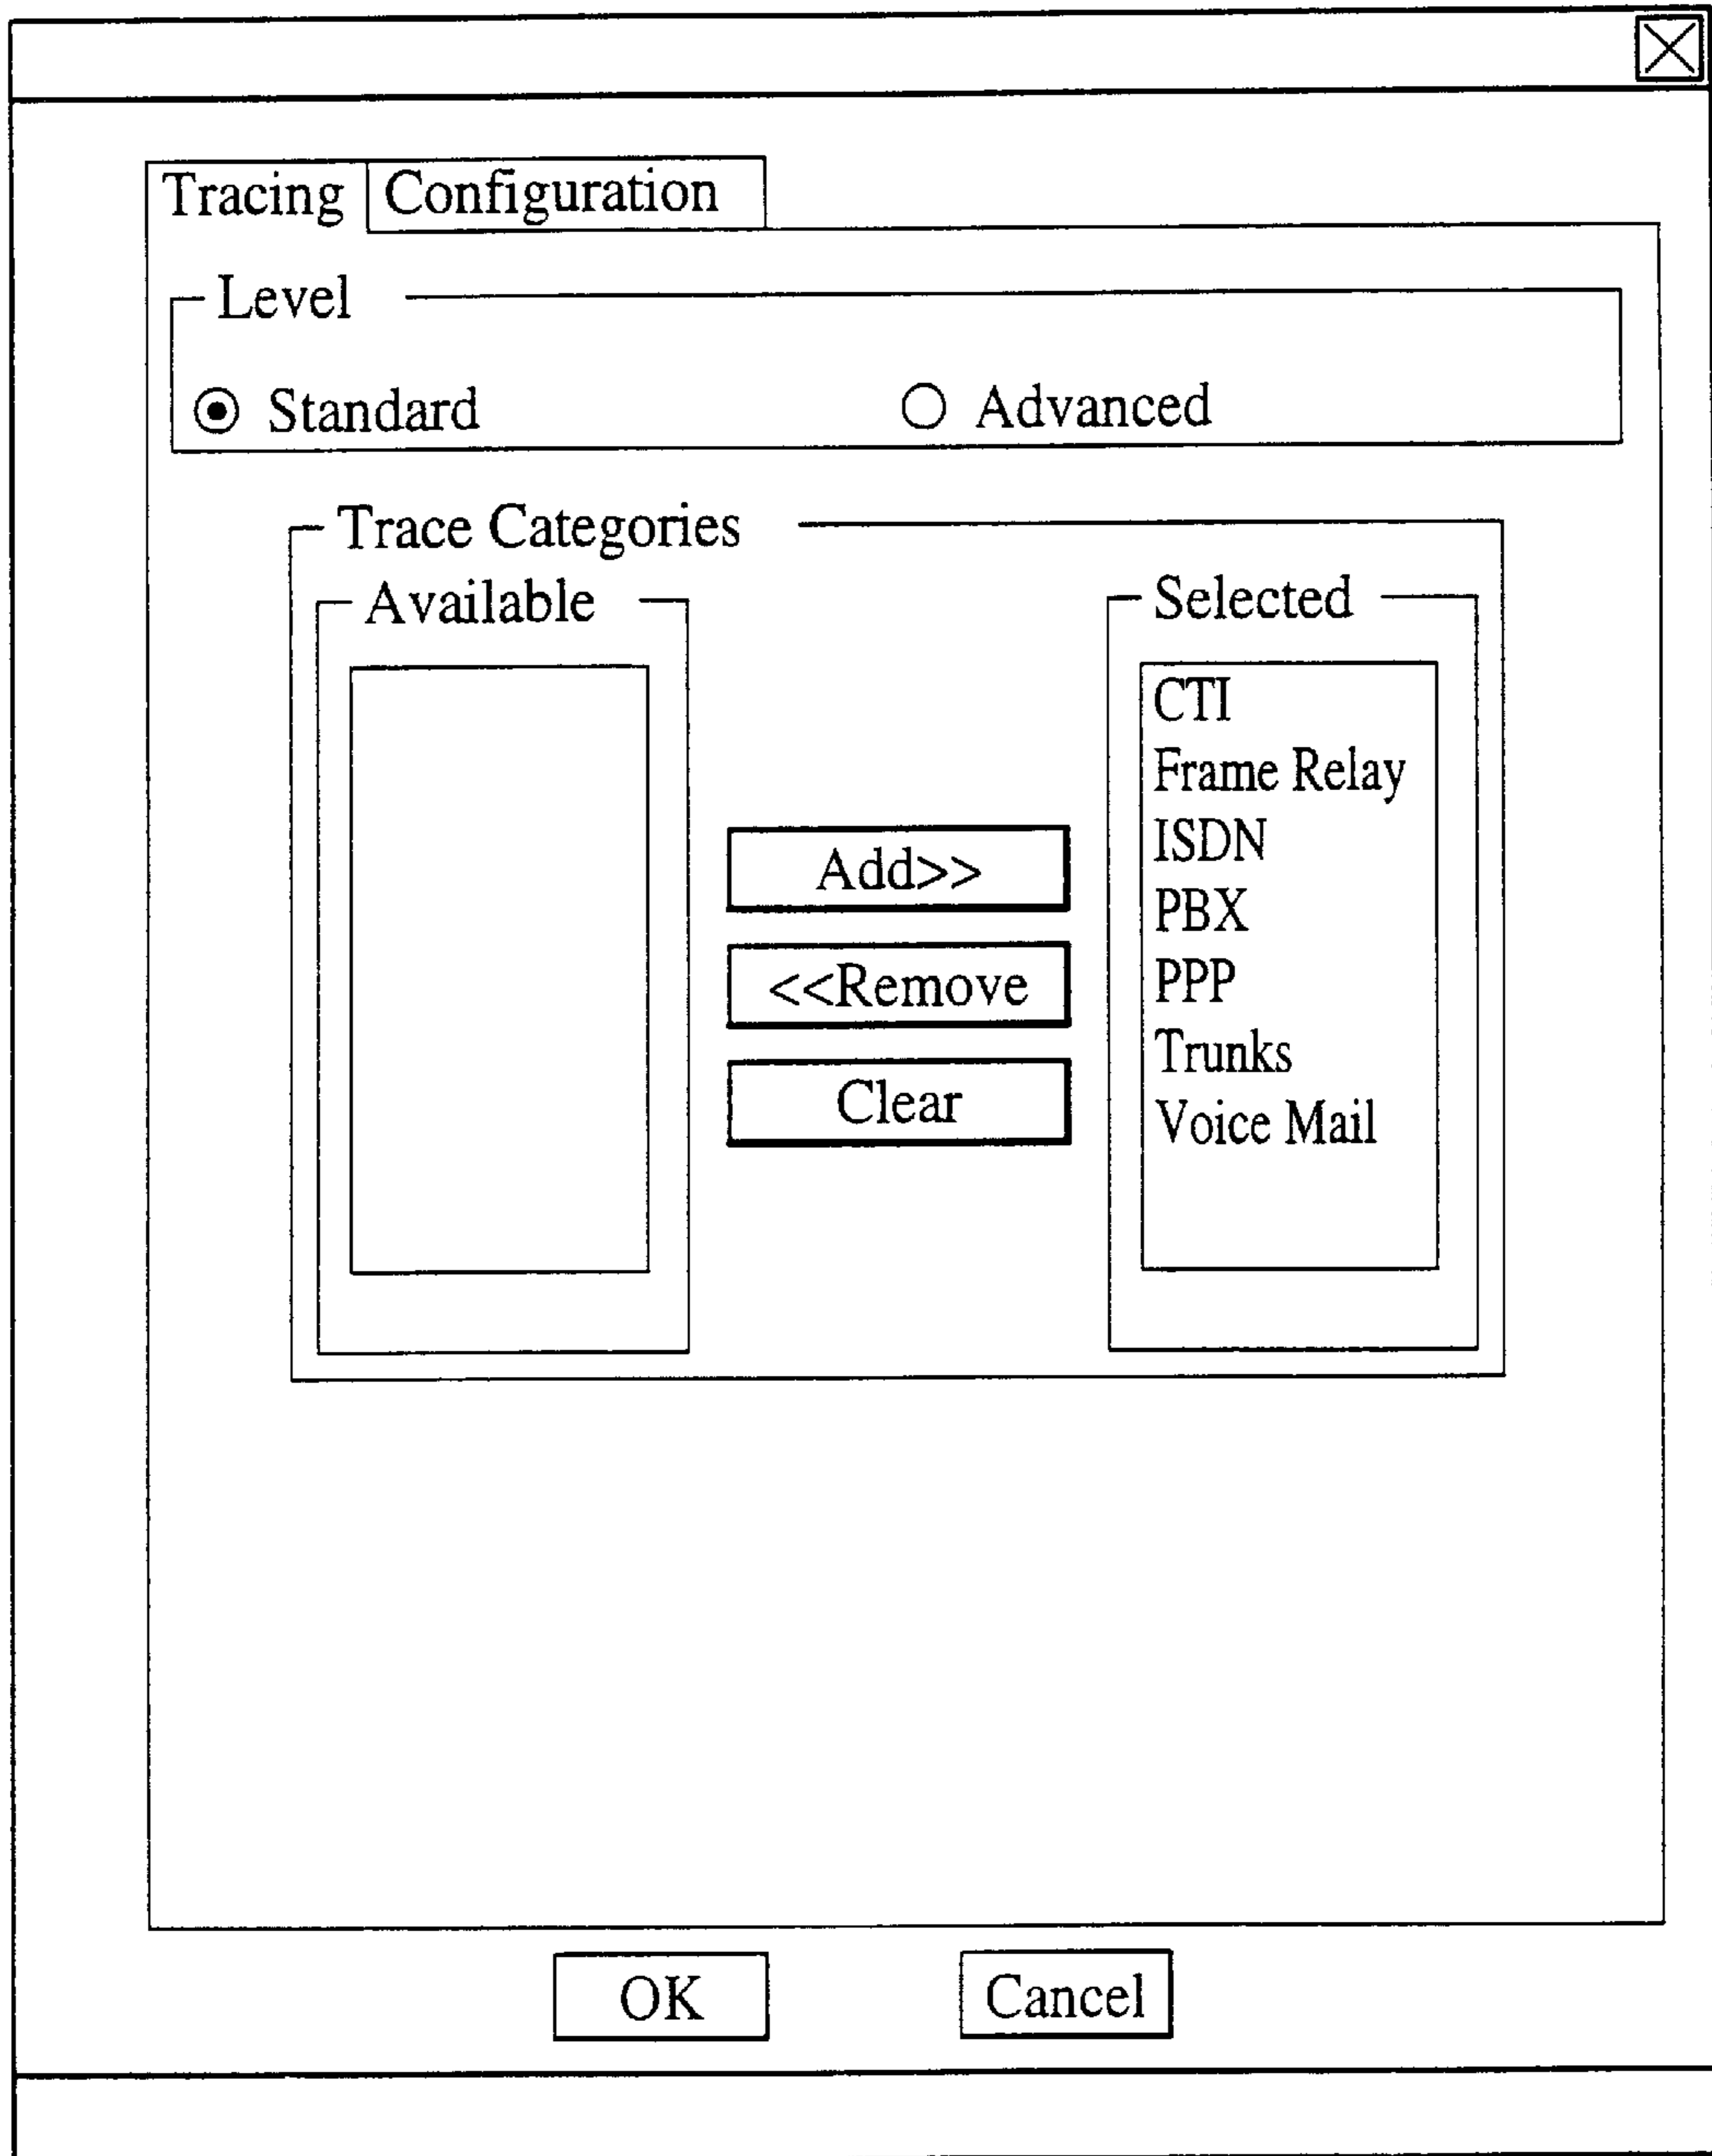 Tracing
Configuration
Level
Standard
Advanced
Trace Categories
Available
Selected
CTI
Frame Relay
ISDN
PBX
PPP
Trunks
Voice Mail
Add>>
<<Remove
Clear
OK
Cancel